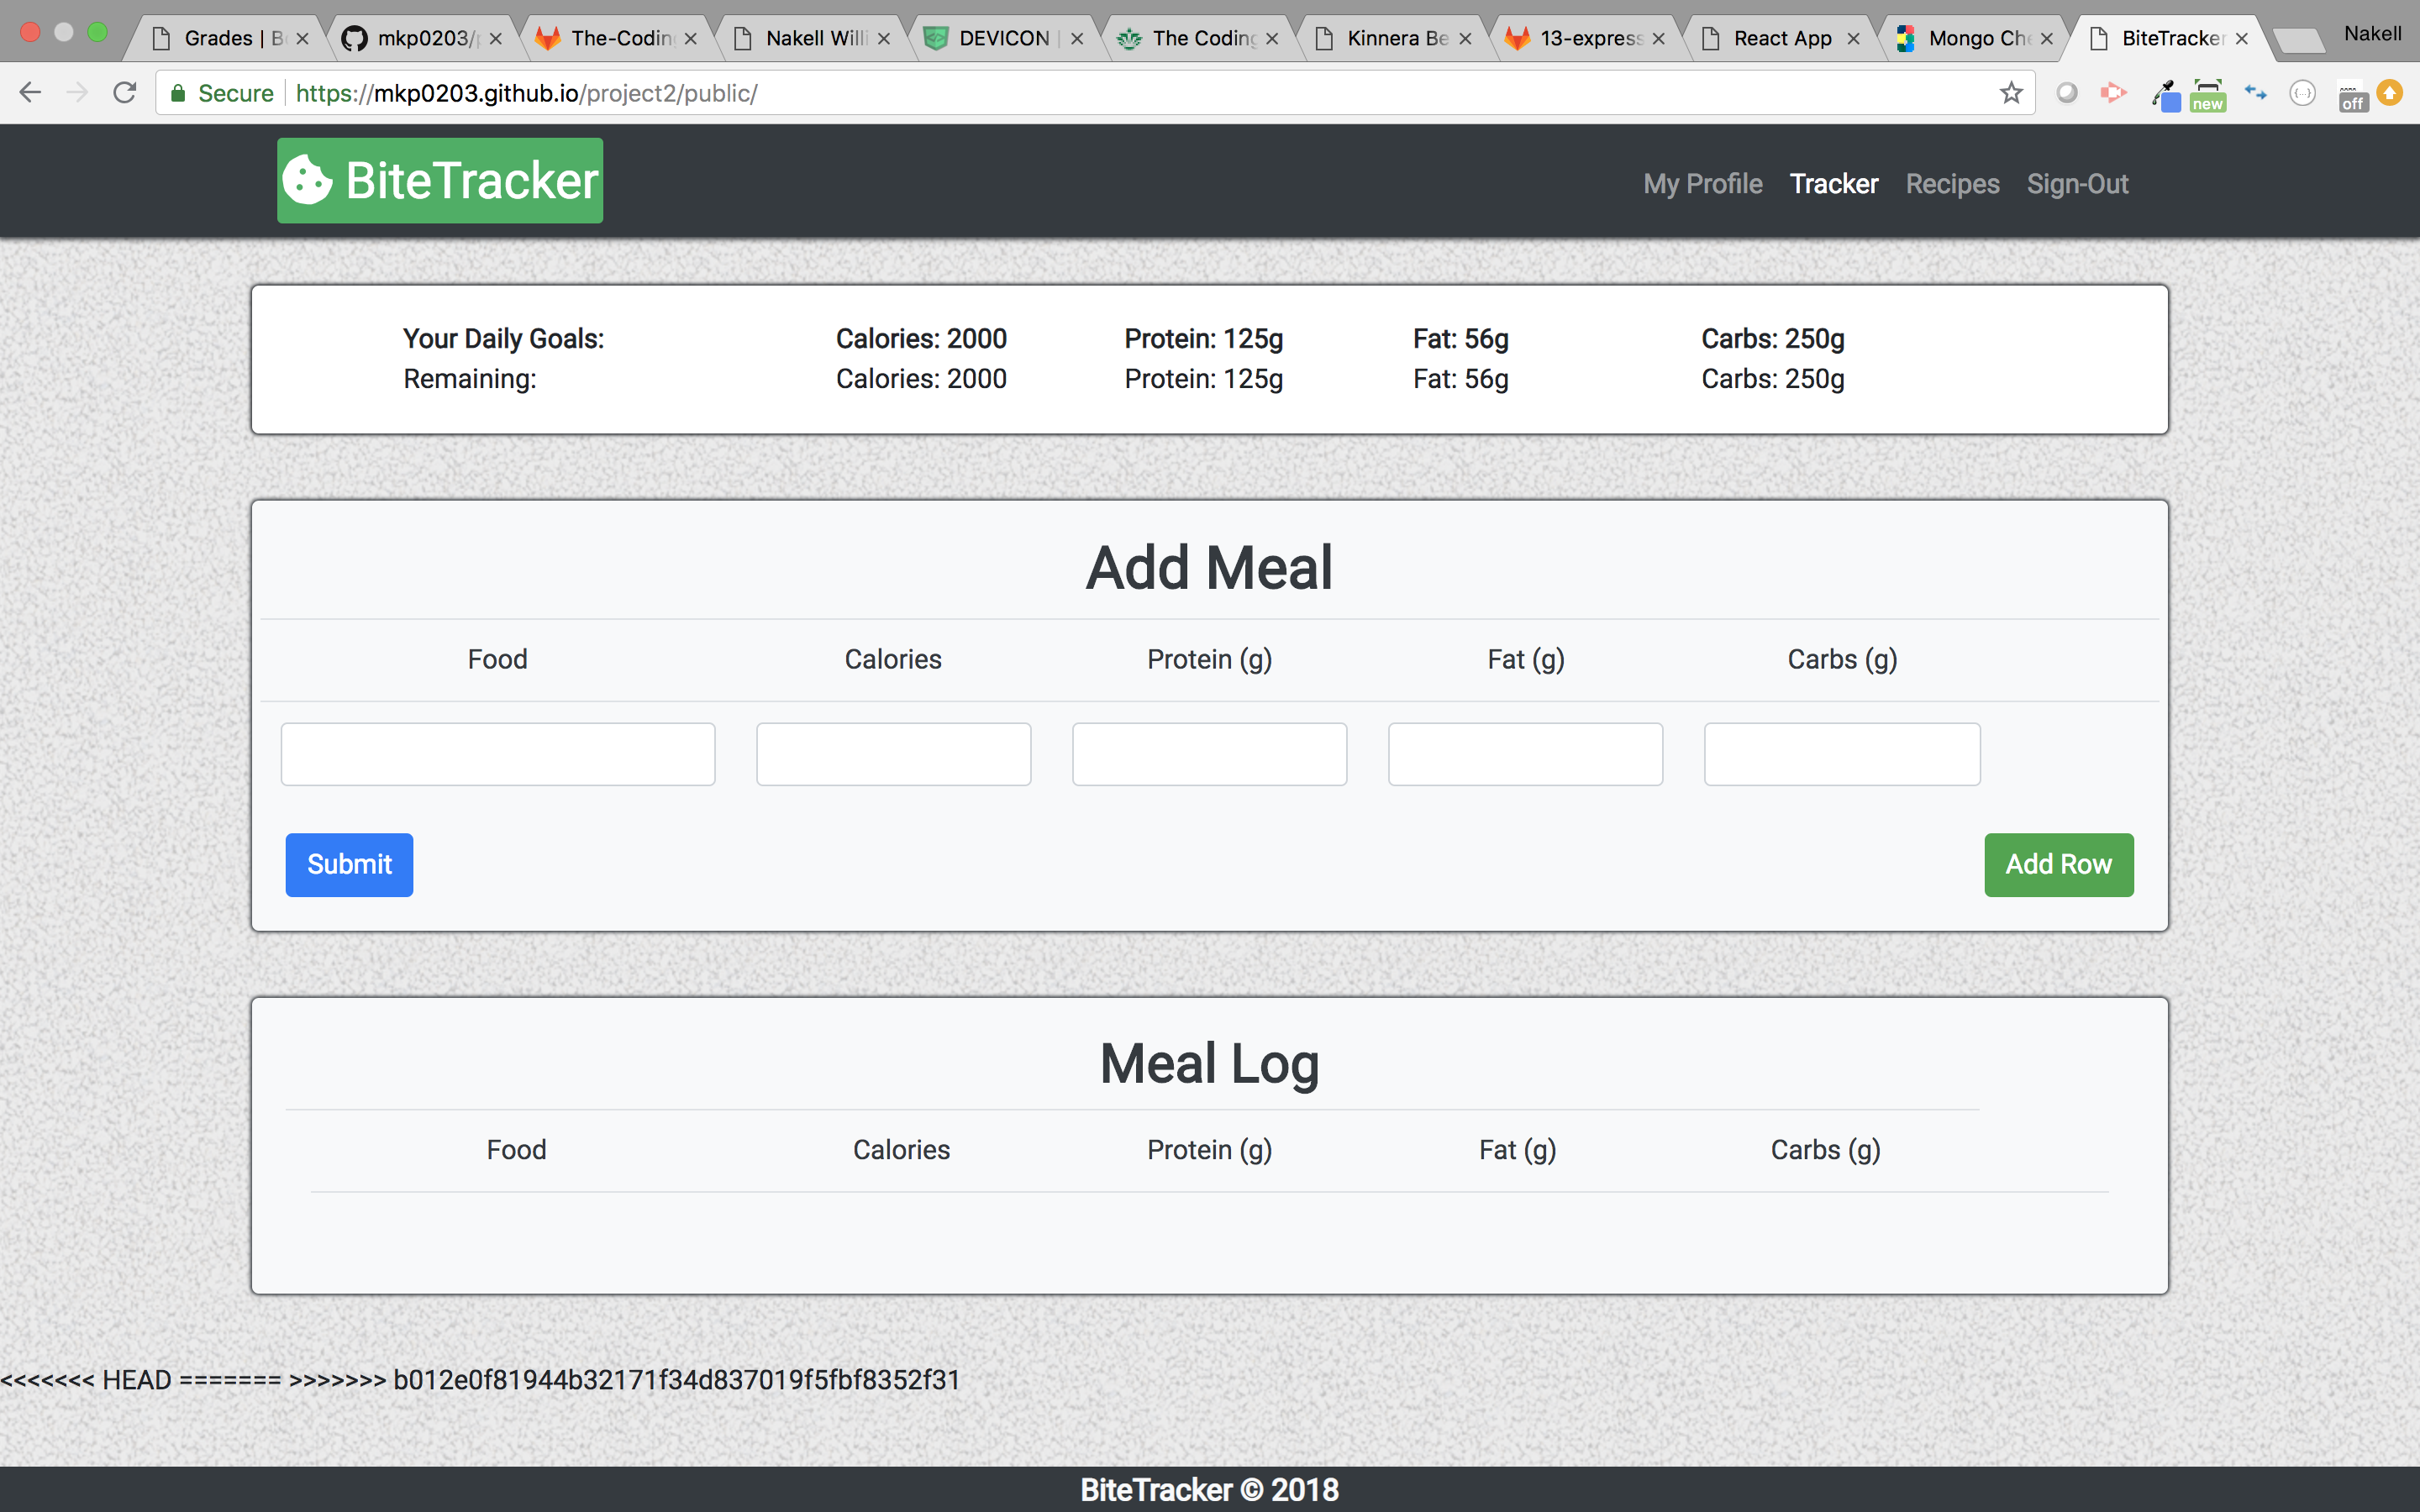 Grades | B
mkp0203/p
The-Coding
Nakell Willi
DEVICON |
The Coding
Kinnera Be
13-express
React App
Mongo Che
BiteTracker
Nakell
Secure https://mkp0203.github.io/project2/public/
new
off
BiteTracker
My Profile Tracker Recipes Sign-Out
Your Daily Goals: Calories: 2000 Protein: 125g Fat: 56g Carbs: 250g
Remaining: Calories: 2000 Protein: 125g Fat: 56g Carbs: 250g
Add Meal
Food Calories Protein (g) Fat (g) Carbs (g)
Submit Add Row
Meal Log
Food Calories Protein (g) Fat (g) Carbs (g)
<<<<<<< HEAD ======= >>>>>>> b012e0f81944b32171f34d837019f5fbf8352f31
BiteTracker © 2018